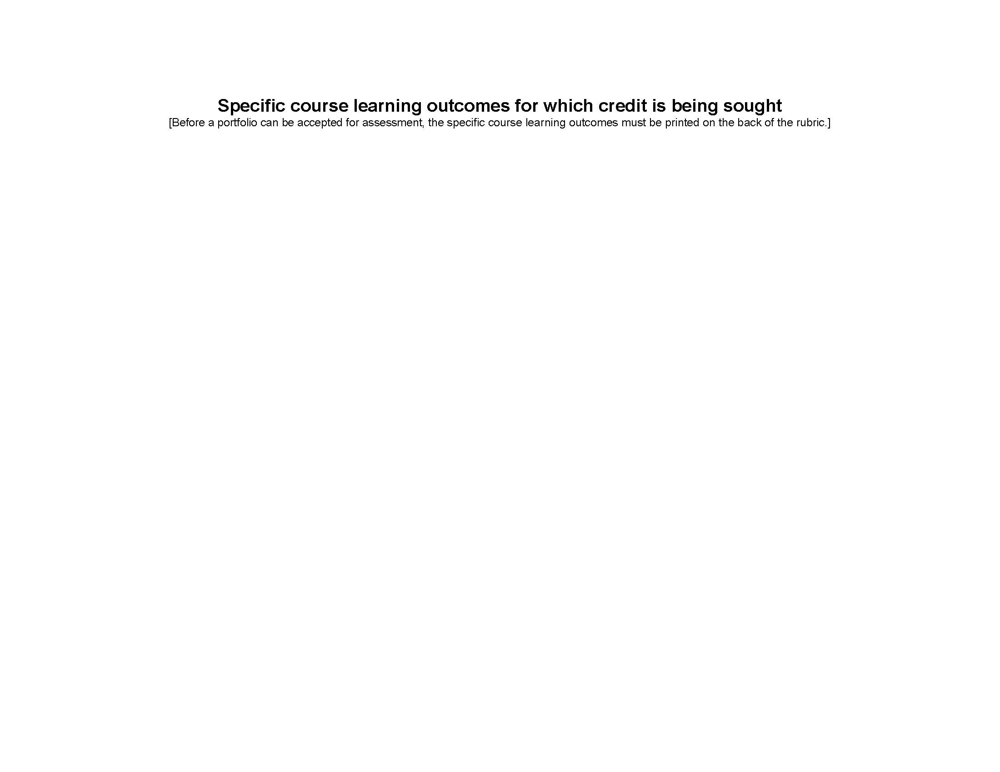 Specific course learning outcomes for which credit is being sought
[Before a portfolio can be accepted for assessment, the specific course learning outcomes must be printed on the back of the rubric.]